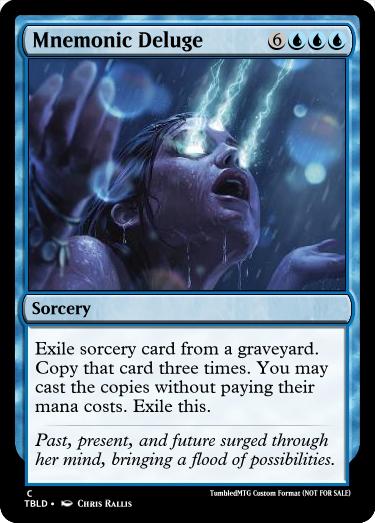 Mnemonic Deluge 6
Sorcery
Exile sorcery card from a graveyard.
Copy that card three times. You may
cast the copies without paying their
mana costs. Exile this.
Past, present, and future surged through
her mind, bringing a flood of possibilities.
C
TBLD • Chris Rallis
TumbledMTG Custom Format (NOT FOR SALE)